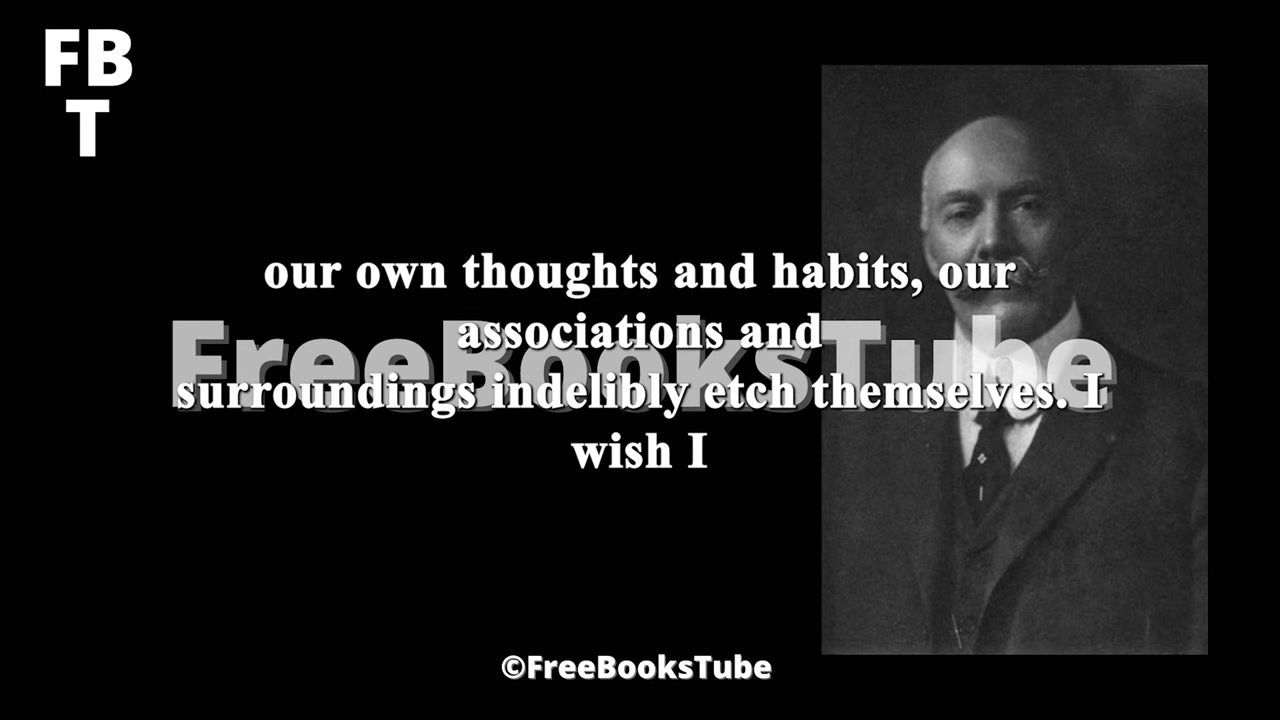 FB
T
our own thoughts and habits, our
associations and
FreeBooksTube
surroundings indelibly etch themselves. I
wish I
©FreeBooksTube